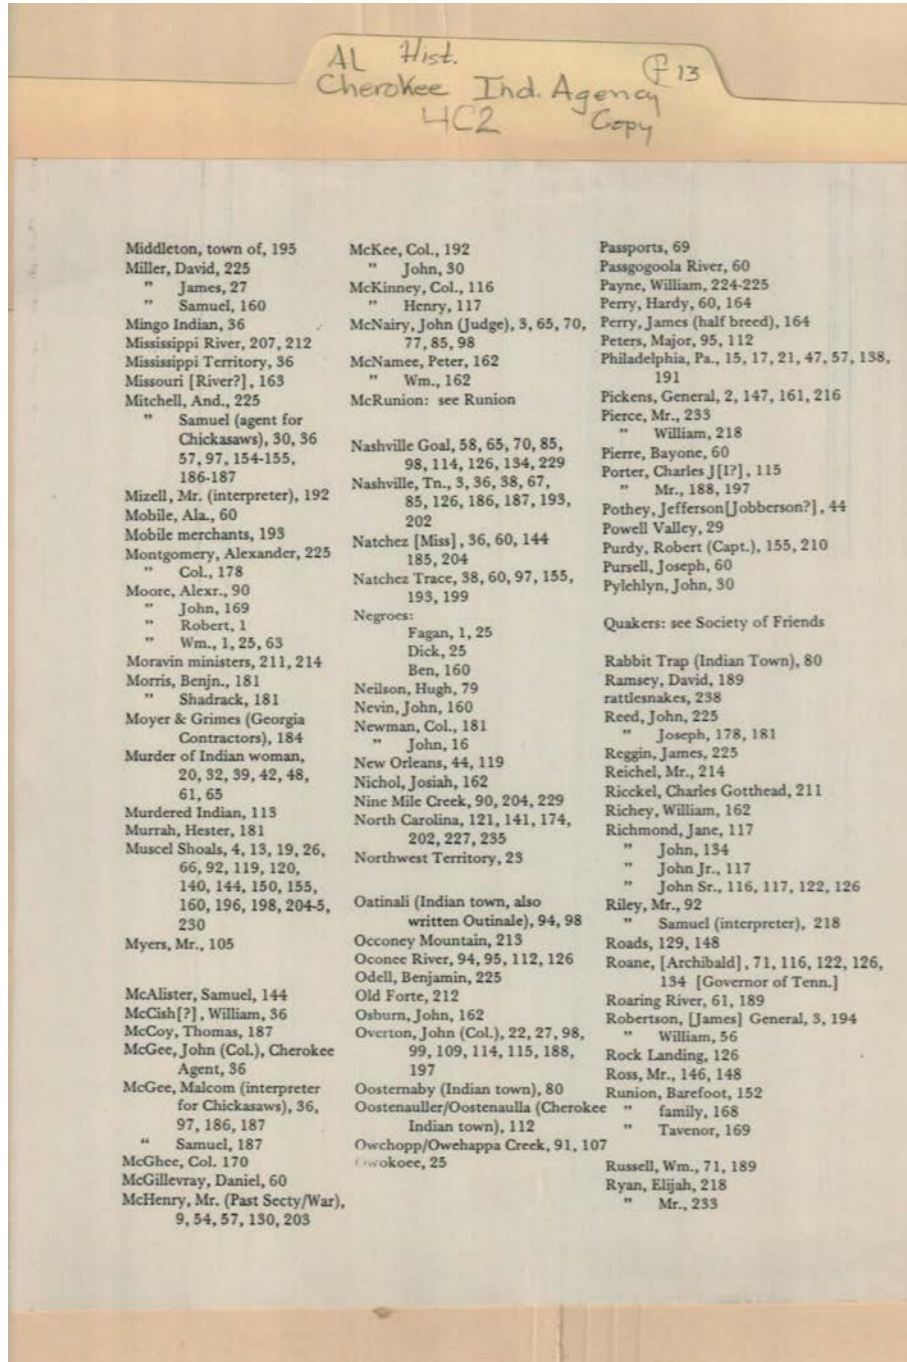 AL Hist.
Cherokee Ind. Agency
4C2 Copy
f 13
Middleton, town of, 195
Miller, David, 225
" James, 27
" Samuel, 160
Mingo Indian, 36
Mississippi River, 207, 212
Mississippi Territory, 36
Missouri [River?], 163
Mitchell, And., 225
" Samuel (agent for
Chickasaws), 30, 36
57, 97, 154-155,
186-187
Mizell, Mr. (interpreter), 192
Mobile, Ala., 60
Mobile merchants, 193
Montgomery, Alexander, 225
" Col., 178
Moore, Alexr., 90
" John, 169
" Robert, 1
" Wm., 1, 25, 63
Moravin ministers, 211, 214
Morris, Benjn., 181
" Shadrack, 181
Moyer & Grimes (Georgia
Contractors), 184
Murder of Indian woman,
20, 32, 39, 42, 48,
61, 65
Murdered Indian, 113
Murrah, Hester, 181
Muscel Shoals, 4, 13, 19, 26,
66, 92, 119, 120,
140, 144, 150, 155,
160, 196, 198, 204-5,
230
Myers, Mr., 105
McAlister, Samuel, 144
McCish[?], William, 36
McCoy, Thomas, 187
McGee, John (Col.), Cherokee
Agent, 36
McGee, Malcom (interpreter
for Chickasaws), 36,
97, 186, 187
" Samuel, 187
McGhee, Col. 170
McGillevray, Daniel, 60
McHenry, Mr. (Past Secty/War),
9, 54, 57, 130, 203
McKee, Col., 192
" John, 30
McKinney, Col., 116
" Henry, 117
McNairy, John (Judge), 3, 65, 70,
77, 85, 98
McNamee, Peter, 162
" Wm., 162
McRunion: see Runion
Nashville Goal, 58, 65, 70, 85,
98, 114, 126, 134, 229
Nashville, Tn., 3, 36, 38, 67,
85, 126, 186, 187, 193,
202
Natchez [Miss], 36, 60, 144
185, 204
Natchez Trace, 38, 60, 97, 155,
193, 199
Negroes:
Fagan, 1, 25
Dick, 25
Ben, 160
Neilson, Hugh, 79
Nevin, John, 160
Newman, Col., 181
" John, 16
New Orleans, 44, 119
Nichol, Josiah, 162
Nine Mile Creek, 90, 204, 229
North Carolina, 121, 141, 174,
202, 227, 235
Northwest Territory, 23
Oatinali (Indian town, also
written Outinale), 94, 98
Occoney Mountain, 213
Oconee River, 94, 95, 112, 126
Odell, Benjamin, 225
Old Forte, 212
Osburn, John, 162
Overton, John (Col.), 22, 27, 98,
99, 109, 114, 115, 188,
197
Oosternaby (Indian town), 80
Oostenauller/Oostenaulla (Cherokee
Indian town), 112
Owchopp/Owehappa Creek, 91, 107
Owokoee, 25
Passports, 69
Passgogoola River, 60
Payne, William, 224-225
Perry, Hardy, 60, 164
Perry, James (half breed), 164
Peters, Major, 95, 112
Philadelphia, Pa., 15, 17, 21, 47, 57, 138,
191
Pickens, General, 2, 147, 161, 216
Pierce, Mr., 233
" William, 218
Pierre, Bayone, 60
Porter, Charles J[I?], 115
" Mr., 188, 197
Pothey, Jefferson[Jobberson?], 44
Powell Valley, 29
Purdy, Robert (Capt.), 155, 210
Pursell, Joseph, 60
Pylehlyn, John, 30
Quakers: see Society of Friends
Rabbit Trap (Indian Town), 80
Ramsey, David, 189
rattlesnakes, 238
Reed, John, 225
" Joseph, 178, 181
Reggin, James, 225
Reichel, Mr., 214
Ricckel, Charles Gotthead, 211
Richey, William, 162
Richmond, Jane, 117
" John, 134
" John Jr., 117
" John Sr., 116, 117, 122, 126
Riley, Mr., 92
" Samuel (interpreter), 218
Roads, 129, 148
Roane, [Archibald], 71, 116, 122, 126,
134 [Governor of Tenn.]
Roaring River, 61, 189
Robertson, [James] General, 3, 194
" William, 56
Rock Landing, 126
Ross, Mr., 146, 148
Runion, Barefoot, 152
" family, 168
" Tavenor, 169
Russell, Wm., 71, 189
Ryan, Elijah, 218
" Mr., 233